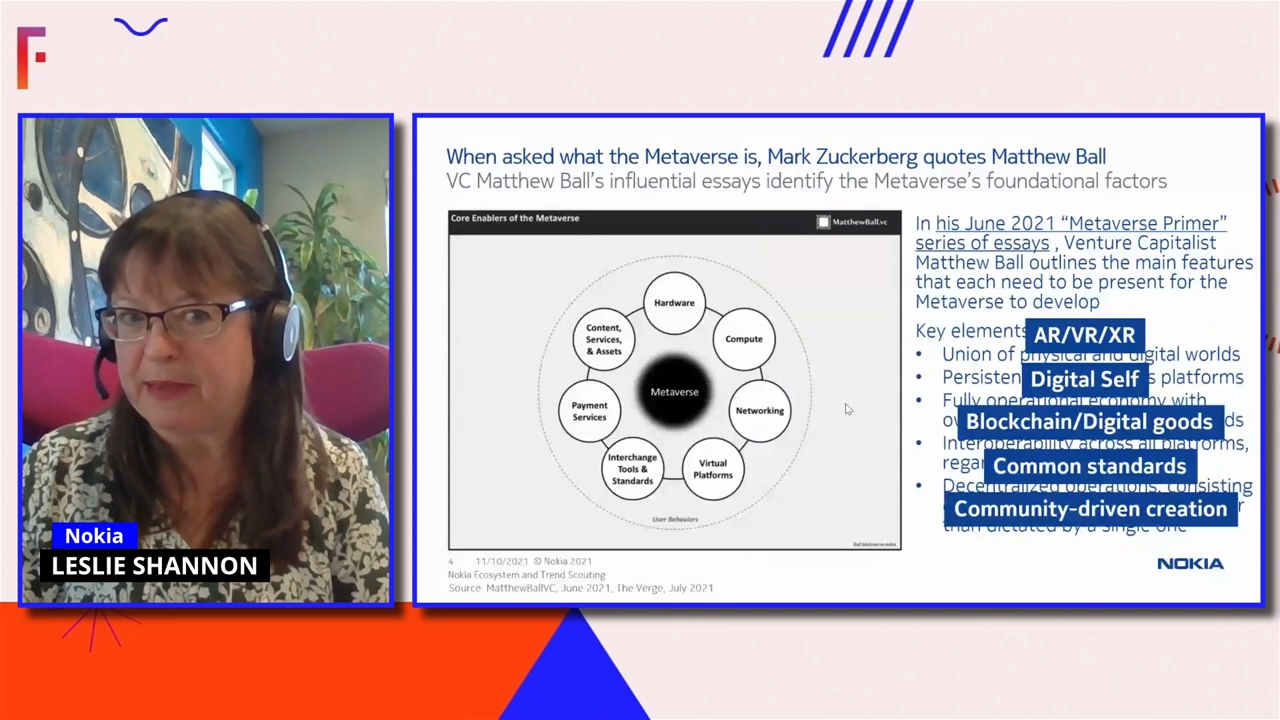 F
Nokia
LESLIE SHANNON
When asked what the Metaverse is, Mark Zuckerberg quotes Matthew Ball
VC Matthew Ball's influential essays identify the Metaverse's foundational factors
Core Enablers of the Metaverse
MatthewBall.vc
Hardware
Content,
Services,
& Assets
Compute
Metaverse
Payment
Services
Networking
Interchange
Tools &
Standards
Virtual
Platforms
User Behaviors
Ball Metaverse Index
In his June 2021 “Metaverse Primer”
series of essays , Venture Capitalist
Matthew Ball outlines the main features
that each need to be present for the
Metaverse to develop
Key elements
AR/VR/XR
• Union of physical and digital worlds
• platforms
Digital Self
• Fully operational economy with
Blockchain/Digital goods
• Interoperability across all platforms,
Common standards
• Decentralized operations, consisting
Community-driven creation
than dictated by a single one
4 11/10/2021 © Nokia 2021
Nokia Ecosystem and Trend Scouting
Source: MatthewBallVC, June 2021, The Verge, July 2021
NOKIA